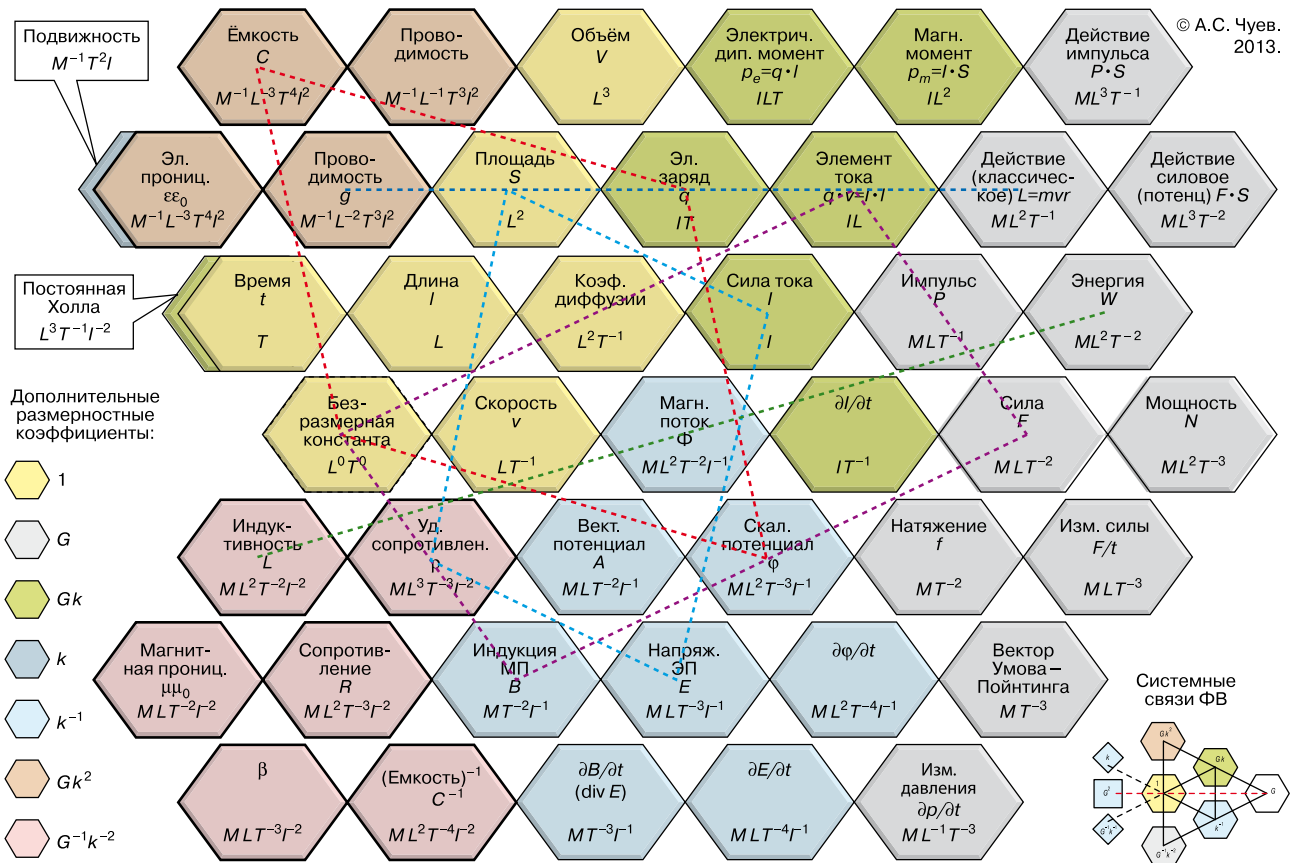 Подвижность
M⁻¹T²I
Ёмкость
C
M⁻¹L⁻³T⁴I²
Прово-
димость
M⁻¹L⁻¹T³I²
Объём
V
L³
Электрич.
дип. момент
pₑ=q·l
ILT
Магн.
момент
pₘ=I·S
IL²
Действие
импульса
P·S
ML³T⁻¹
© А.С. Чуев.
2013.
Эл.
прониц.
εε₀
M⁻¹L⁻³T⁴I²
Прово-
димость
g
M⁻¹L⁻²T³I²
Площадь
S
L²
Эл.
заряд
q
IT
Элемент
тока
q·v=I·l
IL
Действие
(классичес-
кое) L=mvr
ML²T⁻¹
Действие
силовое
(потенц) F·S
ML³T⁻²
Постоянная
Холла
L³T⁻¹I⁻²
Время
t
T
Длина
l
L
Коэф.
диффузии
L²T⁻¹
Сила тока
I
I
Импульс
P
MLT⁻¹
Энергия
W
ML²T⁻²
Дополнительные
размерностные
коэффициенты:
1
G
Gk
k
k⁻¹
Gk²
G⁻¹k⁻²
Без-
размерная
константа
L⁰T⁰
Скорость
v
LT⁻¹
Магн.
поток
Φ
ML²T⁻²I⁻¹
∂I/∂t
IT⁻¹
Сила
F
MLT⁻²
Мощность
N
ML²T⁻³
Индук-
тивность
L
ML²T⁻²I⁻²
Уд.
сопротивлен.
ρ
ML³T⁻³I⁻²
Вект.
потенциал
A
MLT⁻²I⁻¹
Скал.
потенциал
φ
ML²T⁻³I⁻¹
Натяжение
f
MT⁻²
Изм. силы
F/t
MLT⁻³
Магнит-
ная прониц.
μμ₀
MLT⁻²I⁻²
Сопротив-
ление
R
ML²T⁻³I⁻²
Индукция
МП
B
MT⁻²I⁻¹
Напряж.
ЭП
E
MLT⁻³I⁻¹
∂φ/∂t
ML²T⁻⁴I⁻¹
Вектор
Умова–
Пойнтинга
MT⁻³
β
MLT⁻³I⁻²
(Емкость)⁻¹
C⁻¹
ML²T⁻⁴I⁻²
∂B/∂t
(div E)
MT⁻³I⁻¹
∂E/∂t
MLT⁻⁴I⁻¹
Изм.
давления
∂p/∂t
ML⁻¹T⁻³
Системные
связи ФВ
Gk²
k
Gk
1
G
k⁻¹